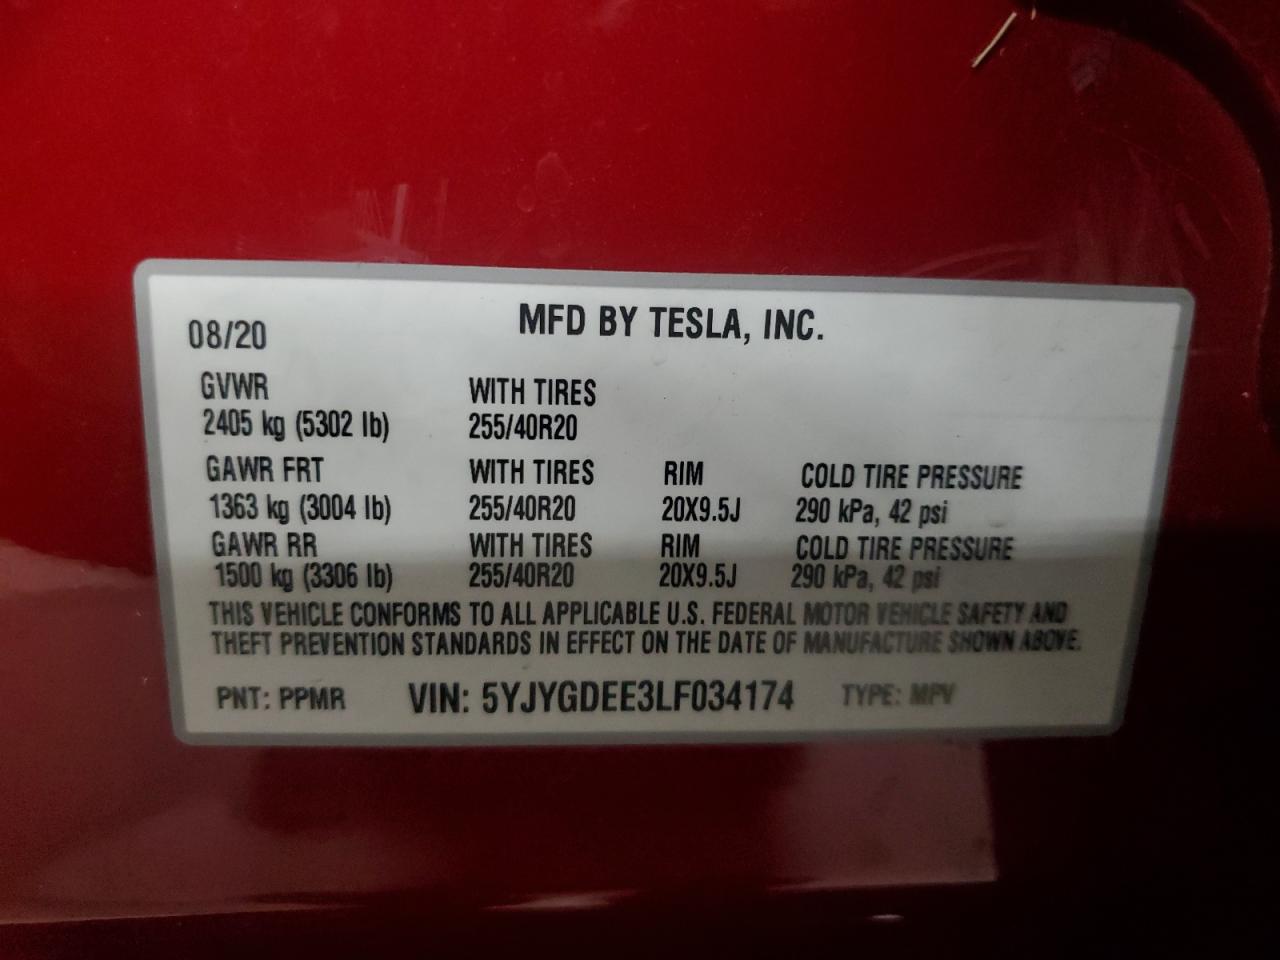 MFD BY TESLA, INC.
08/20
GVWR WITH TIRES
2405 kg (5302 lb) 255/40R20
GAWR FRT WITH TIRES RIM COLD TIRE PRESSURE
1363 kg (3004 lb) 255/40R20 20X9.5J 290 kPa, 42 psi
GAWR RR WITH TIRES RIM COLD TIRE PRESSURE
1500 kg (3306 lb) 255/40R20 20X9.5J 290 kPa, 42 psi
THIS VEHICLE CONFORMS TO ALL APPLICABLE U.S. FEDERAL MOTOR VEHICLE SAFETY AND
THEFT PREVENTION STANDARDS IN EFFECT ON THE DATE OF MANUFACTURE SHOWN ABOVE.
PNT: PPMR VIN: 5YJYGDEE3LF034174 TYPE: MPV